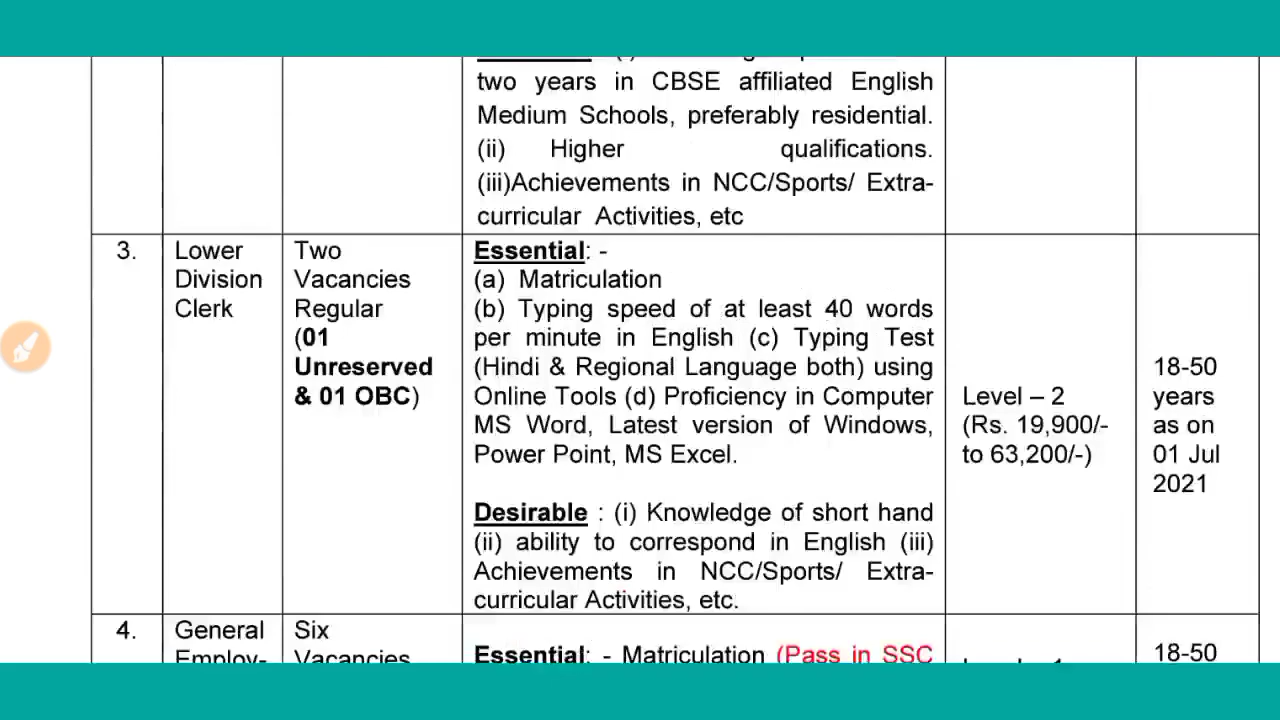 two years in CBSE affiliated English
Medium Schools, preferably residential.
(ii) Higher qualifications.
(iii)Achievements in NCC/Sports/ Extra-
curricular Activities, etc
3.
Lower
Division
Clerk
Two
Vacancies
Regular
(01
Unreserved
& 01 OBC)
Essential: -
(a) Matriculation
(b) Typing speed of at least 40 words
per minute in English (c) Typing Test
(Hindi & Regional Language both) using
Online Tools (d) Proficiency in Computer
MS Word, Latest version of Windows,
Power Point, MS Excel.
Desirable : (i) Knowledge of short hand
(ii) ability to correspond in English (iii)
Achievements in NCC/Sports/ Extra-
curricular Activities, etc.
Level – 2
(Rs. 19,900/-
to 63,200/-)
18-50
years
as on
01 Jul
2021
4.
General
Employ-
Six
Vacancies
Essential: - Matriculation (Pass in SSC
18-50